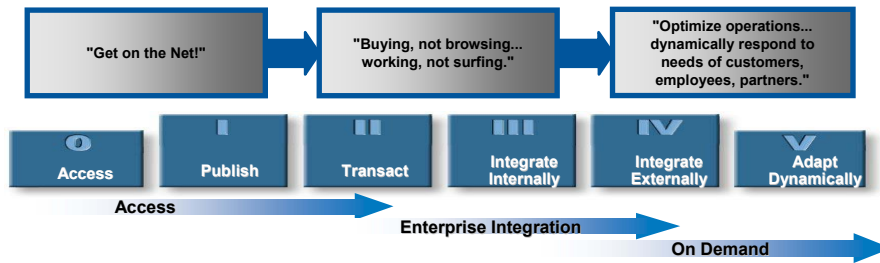 "Get on the Net!"
"Buying, not browsing...
working, not surfing."
"Optimize operations...
dynamically respond to
needs of customers,
employees, partners."
0
Access
I
Publish
II
Transact
III
Integrate
Internally
IV
Integrate
Externally
V
Adapt
Dynamically
Access
Enterprise Integration
On Demand